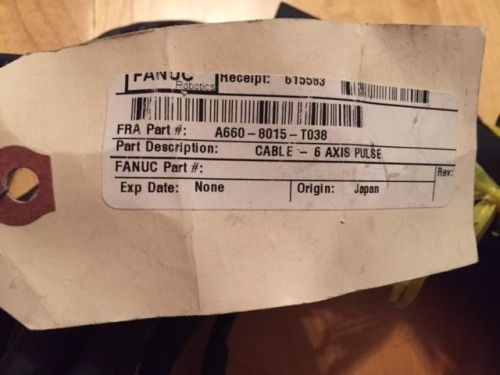 FANUC
Robotics
Receipt: 615583
FRA Part #: A660-8015-T038
Part Description: CABLE - 6 AXIS PULSE
FANUC Part #: Rev:
Exp Date: None Origin: Japan